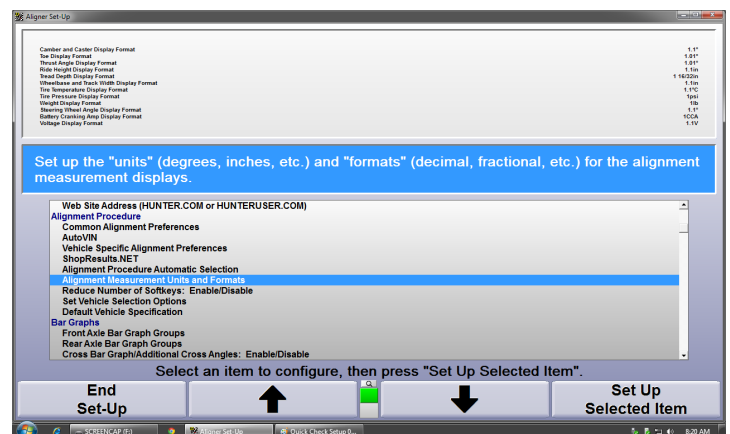 Aligner Set-Up
Camber and Caster Display Format 1.1°
Toe Display Format 1.01°
Thrust Angle Display Format 1.01°
Ride Height Display Format 1.1in
Tread Depth Display Format 1 16/32in
Wheelbase and Track Width Display Format 1.1in
Tire Temperature Display Format 1.1°C
Tire Pressure Display Format 1psi
Weight Display Format 1lb
Steering Wheel Angle Display Format 1.1°
Battery Cranking Amp Display Format 1CCA
Voltage Display Format 1.1V
Set up the "units" (degrees, inches, etc.) and "formats" (decimal, fractional, etc.) for the alignment
measurement displays.
Web Site Address (HUNTER.COM or HUNTERUSER.COM)
Alignment Procedure
Common Alignment Preferences
AutoVIN
Vehicle Specific Alignment Preferences
ShopResults.NET
Alignment Procedure Automatic Selection
Alignment Measurement Units and Formats
Reduce Number of Softkeys: Enable/Disable
Set Vehicle Selection Options
Default Vehicle Specification
Bar Graphs
Front Axle Bar Graph Groups
Rear Axle Bar Graph Groups
Cross Bar Graph/Additional Cross Angles: Enable/Disable
Select an item to configure, then press "Set Up Selected Item".
End
Set-Up
Set Up
Selected Item
SCREENCAP (F:)
Aligner Set-Up
Quick Check Setup 0...
8:20 AM